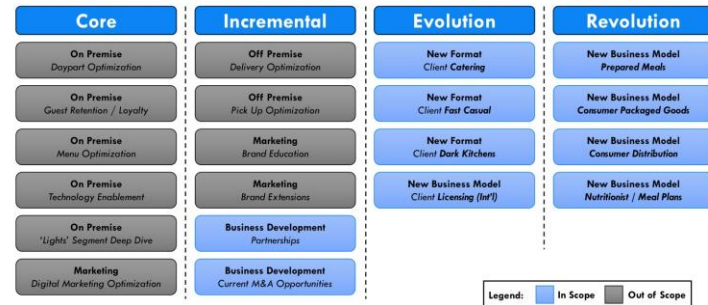 Core
On Premise
Daypart Optimization
On Premise
Guest Retention / Loyalty
On Premise
Menu Optimization
On Premise
Technology Enablement
On Premise
'Lights' Segment Deep Dive
Marketing
Digital Marketing Optimization
Incremental
Off Premise
Delivery Optimization
Off Premise
Pick Up Optimization
Marketing
Brand Education
Marketing
Brand Extensions
Business Development
Partnerships
Business Development
Current M&A Opportunities
Evolution
New Format
Client Catering
New Format
Client Fast Casual
New Format
Client Dark Kitchens
New Business Model
Client Licensing (Int'l)
Revolution
New Business Model
Prepared Meals
New Business Model
Consumer Packaged Goods
New Business Model
Consumer Distribution
New Business Model
Nutritionist / Meal Plans
Legend: In Scope Out of Scope